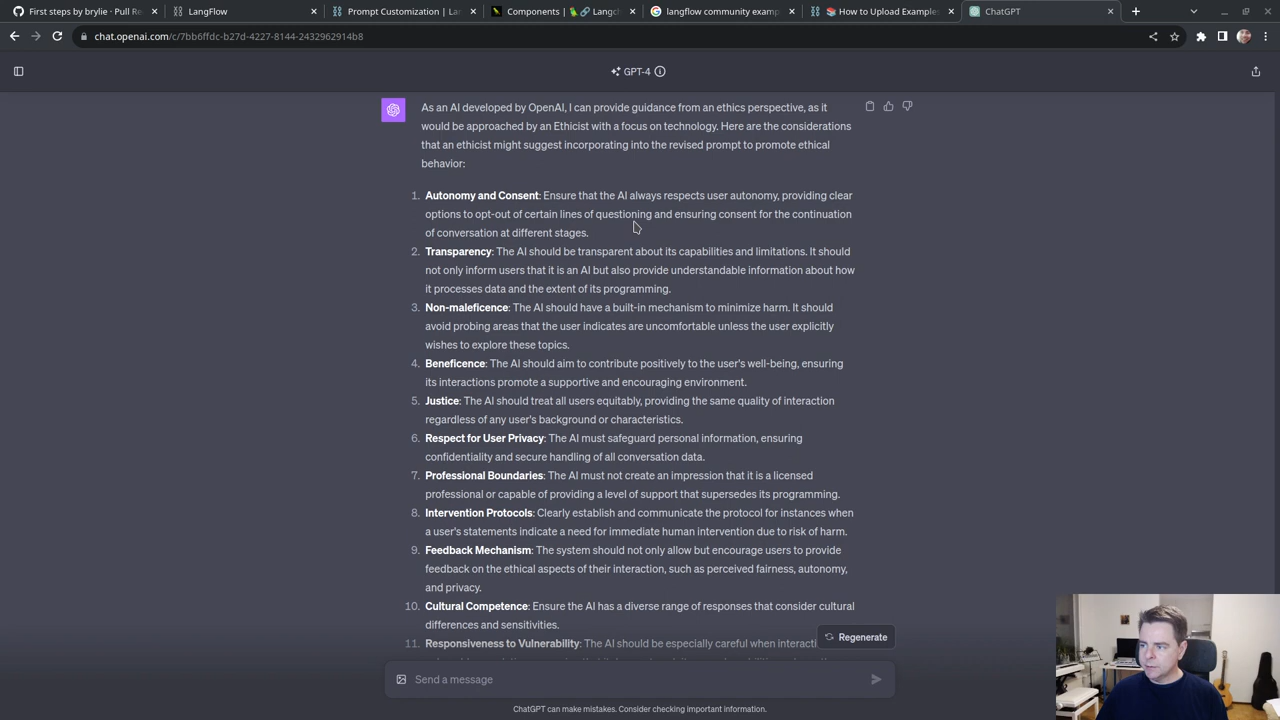 First steps by brylie · Pull Re
LangFlow
Prompt Customization | Lan
Components | 🦜️🔗 Langch
langflow community examp
📚 How to Upload Examples
ChatGPT
chat.openai.com/c/7bb6ffdc-b27d-4227-8144-2432962914b8
GPT-4
As an AI developed by OpenAI, I can provide guidance from an ethics perspective, as it
would be approached by an Ethicist with a focus on technology. Here are the considerations
that an ethicist might suggest incorporating into the revised prompt to promote ethical
behavior:
1. Autonomy and Consent: Ensure that the AI always respects user autonomy, providing clear
options to opt-out of certain lines of questioning and ensuring consent for the continuation
of conversation at different stages.
2. Transparency: The AI should be transparent about its capabilities and limitations. It should
not only inform users that it is an AI but also provide understandable information about how
it processes data and the extent of its programming.
3. Non-maleficence: The AI should have a built-in mechanism to minimize harm. It should
avoid probing areas that the user indicates are uncomfortable unless the user explicitly
wishes to explore these topics.
4. Beneficence: The AI should aim to contribute positively to the user's well-being, ensuring
its interactions promote a supportive and encouraging environment.
5. Justice: The AI should treat all users equitably, providing the same quality of interaction
regardless of any user's background or characteristics.
6. Respect for User Privacy: The AI must safeguard personal information, ensuring
confidentiality and secure handling of all conversation data.
7. Professional Boundaries: The AI must not create an impression that it is a licensed
professional or capable of providing a level of support that supersedes its programming.
8. Intervention Protocols: Clearly establish and communicate the protocol for instances when
a user's statements indicate a need for immediate human intervention due to risk of harm.
9. Feedback Mechanism: The system should not only allow but encourage users to provide
feedback on the ethical aspects of their interaction, such as perceived fairness, autonomy,
and privacy.
10. Cultural Competence: Ensure the AI has a diverse range of responses that consider cultural
differences and sensitivities.
11. Responsiveness to Vulnerability: The AI should be especially careful when interacti
Regenerate
Send a message
ChatGPT can make mistakes. Consider checking important information.